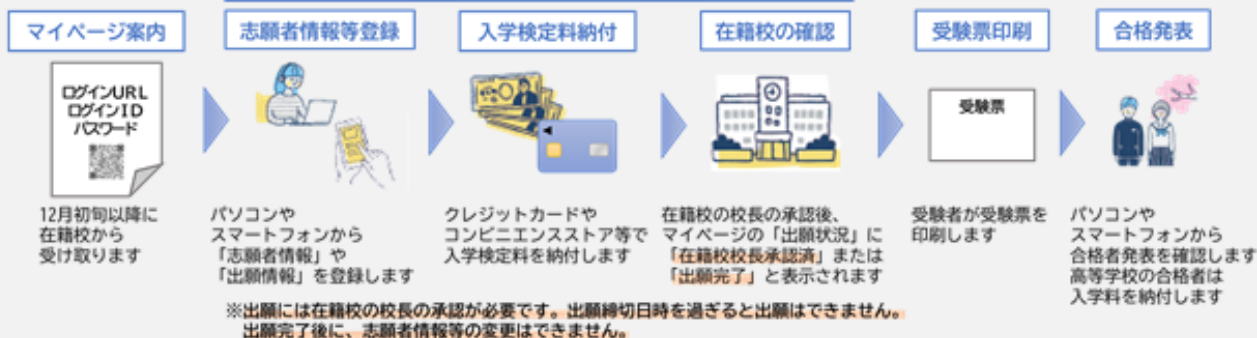 マイページ案内
志願者情報等登録
入学検定料納付
在籍校の確認
受験票印刷
合格発表
ログインURL
ログインID
パスワード
受験票
12月初旬以降に
在籍校から
受け取ります
パソコンや
スマートフォンから
「志願者情報」や
「出願情報」を登録します
クレジットカードや
コンビニエンスストア等で
入学検定料を納付します
在籍校の校長の承認後、
マイページの「出願状況」に
「在籍校校長承認済」または
「出願完了」と表示されます
受験者が受験票を
印刷します
パソコンや
スマートフォンから
合格者発表を確認します
高等学校の合格者は
入学料を納付します
※出願には在籍校の校長の承認が必要です。出願締切日時を過ぎると出願はできません。
出願完了後に、志願者情報等の変更はできません。